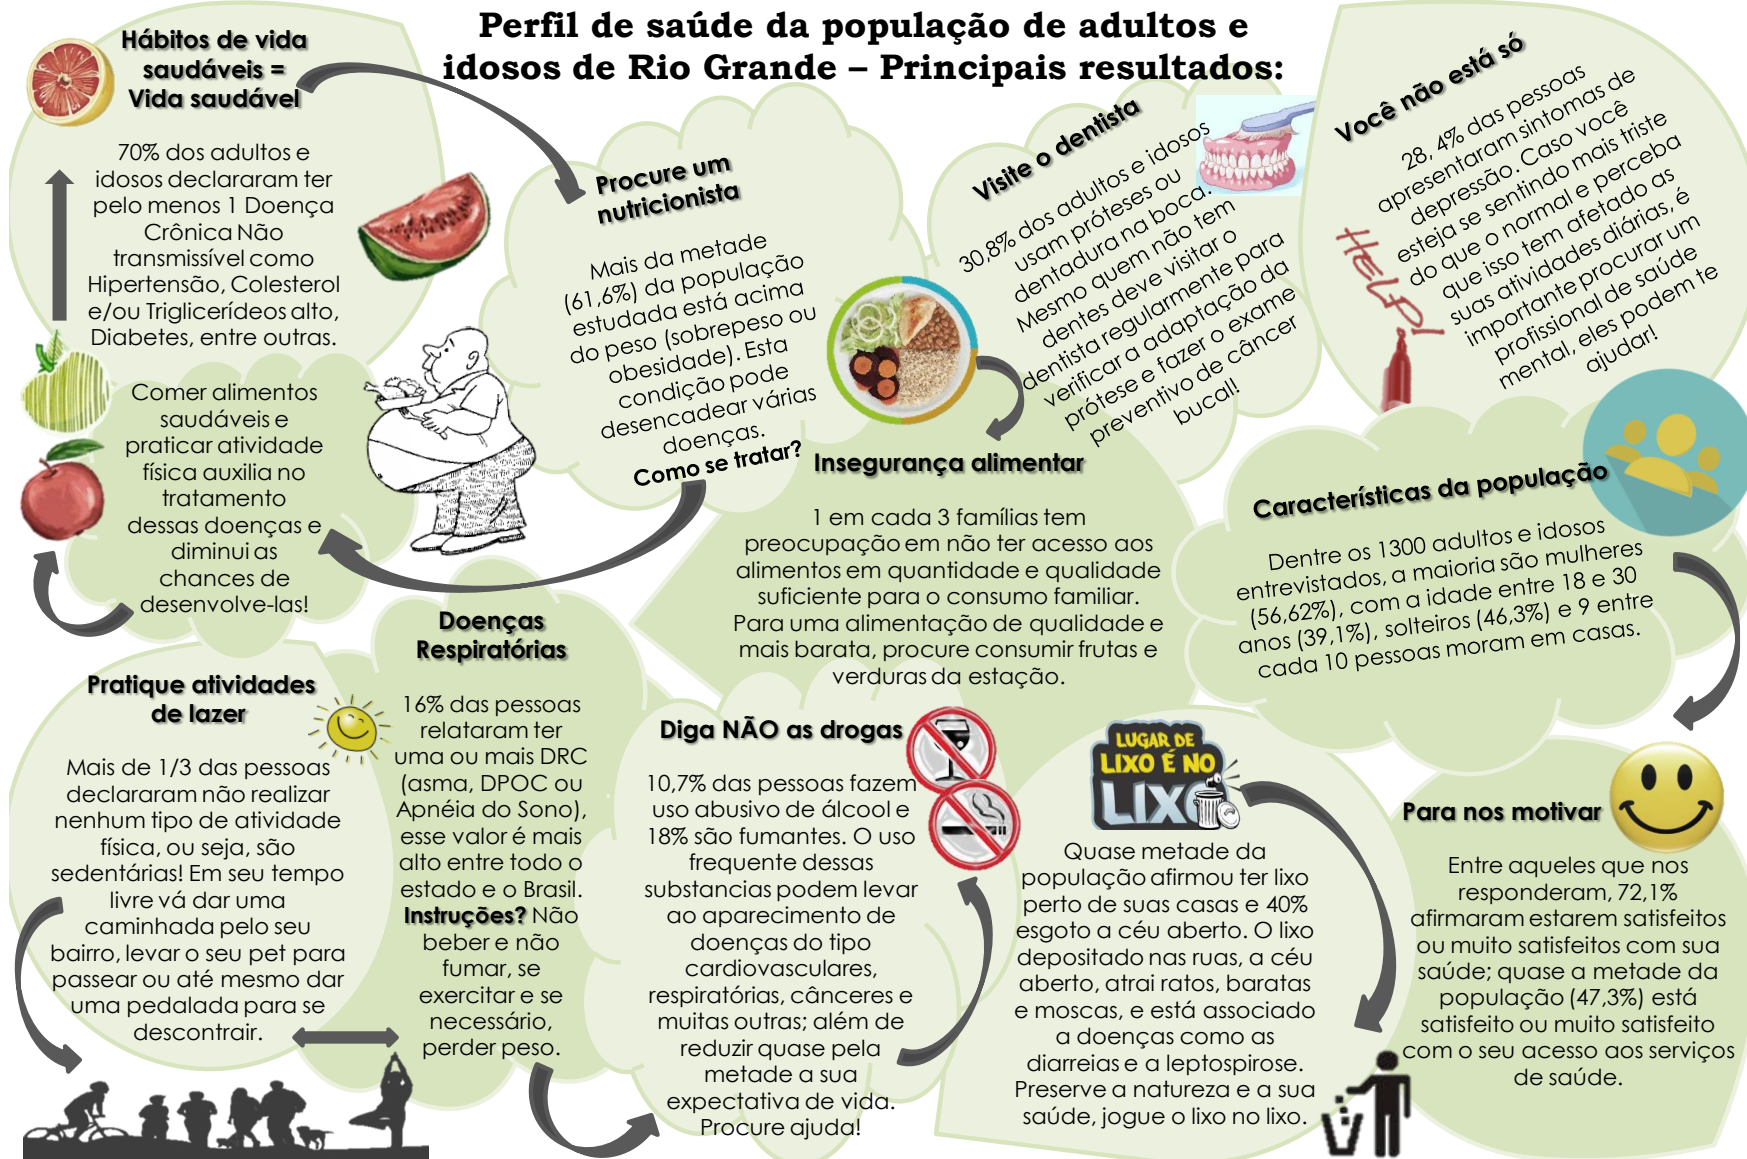 Perfil de saúde da população de adultos e
idosos de Rio Grande – Principais resultados:
Hábitos de vida
saudáveis =
Vida saudável
70% dos adultos e
idosos declararam ter
pelo menos 1 Doença
Crônica Não
transmissível como
Hipertensão, Colesterol
e/ou Triglicerídeos alto,
Diabetes, entre outras.
Comer alimentos
saudáveis e
praticar atividade
física auxilia no
tratamento
dessas doenças e
diminui as
chances de
desenvolve-las!
Procure um
nutricionista
Mais da metade
(61,6%) da população
estudada está acima
do peso (sobrepeso ou
obesidade). Esta
condição pode
desencadear várias
doenças.
Como se tratar?
Visite o dentista
30,8% dos adultos e idosos
usam próteses ou
dentadura na boca.
Mesmo quem não tem
dentes deve visitar o
dentista regularmente para
verificar a adaptação da
prótese e fazer o exame
preventivo de câncer
bucal!
Você não está só
28, 4% das pessoas
apresentaram sintomas de
depressão. Caso você
esteja se sentindo mais triste
do que o normal e perceba
que isso tem afetado as
suas atividades diárias, é
importante procurar um
profissional de saúde
mental, eles podem te
ajudar!
HELP!
Insegurança alimentar
1 em cada 3 famílias tem
preocupação em não ter acesso aos
alimentos em quantidade e qualidade
suficiente para o consumo familiar.
Para uma alimentação de qualidade e
mais barata, procure consumir frutas e
verduras da estação.
Características da população
Dentre os 1300 adultos e idosos
entrevistados, a maioria são mulheres
(56,62%), com a idade entre 18 e 30
anos (39,1%), solteiros (46,3%) e 9 entre
cada 10 pessoas moram em casas.
Pratique atividades
de lazer
Mais de 1/3 das pessoas
declararam não realizar
nenhum tipo de atividade
física, ou seja, são
sedentárias! Em seu tempo
livre vá dar uma
caminhada pelo seu
bairro, levar o seu pet para
passear ou até mesmo dar
uma pedalada para se
descontrair.
Doenças
Respiratórias
16% das pessoas
relataram ter
uma ou mais DRC
(asma, DPOC ou
Apnéia do Sono),
esse valor é mais
alto entre todo o
estado e o Brasil.
Instruções? Não
beber e não
fumar, se
exercitar e se
necessário,
perder peso.
Diga NÃO as drogas
10,7% das pessoas fazem
uso abusivo de álcool e
18% são fumantes. O uso
frequente dessas
substancias podem levar
ao aparecimento de
doenças do tipo
cardiovasculares,
respiratórias, cânceres e
muitas outras; além de
reduzir quase pela
metade a sua
expectativa de vida.
Procure ajuda!
LUGAR DE
LIXO É NO
LIXO
Quase metade da
população afirmou ter lixo
perto de suas casas e 40%
esgoto a céu aberto. O lixo
depositado nas ruas, a céu
aberto, atrai ratos, baratas
e moscas, e está associado
a doenças como as
diarreias e a leptospirose.
Preserve a natureza e a sua
saúde, jogue o lixo no lixo.
Para nos motivar
Entre aqueles que nos
responderam, 72,1%
afirmaram estarem satisfeitos
ou muito satisfeitos com sua
saúde; quase a metade da
população (47,3%) está
satisfeito ou muito satisfeito
com o seu acesso aos serviços
de saúde.